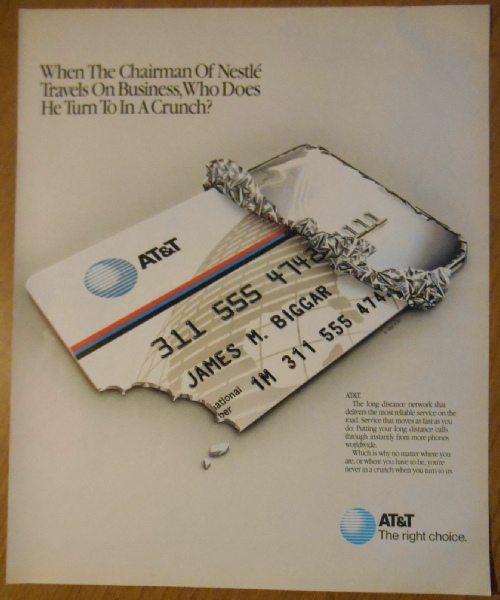 When The Chairman Of Nestlé
Travels On Business, Who Does
He Turn To In A Crunch?
AT&T
311 555 4742 111
JAMES M. BIGGAR
ational
ber
1M 311 555 474
AT&T.
The long distance network that
delivers the most reliable service on the
road. Service that moves as fast as you
do. Putting your long distance calls
through instantly from more phones
worldwide.
Which is why no matter where you
are, or where you have to be, you're
never in a crunch when you turn to us.
AT&T
The right choice.